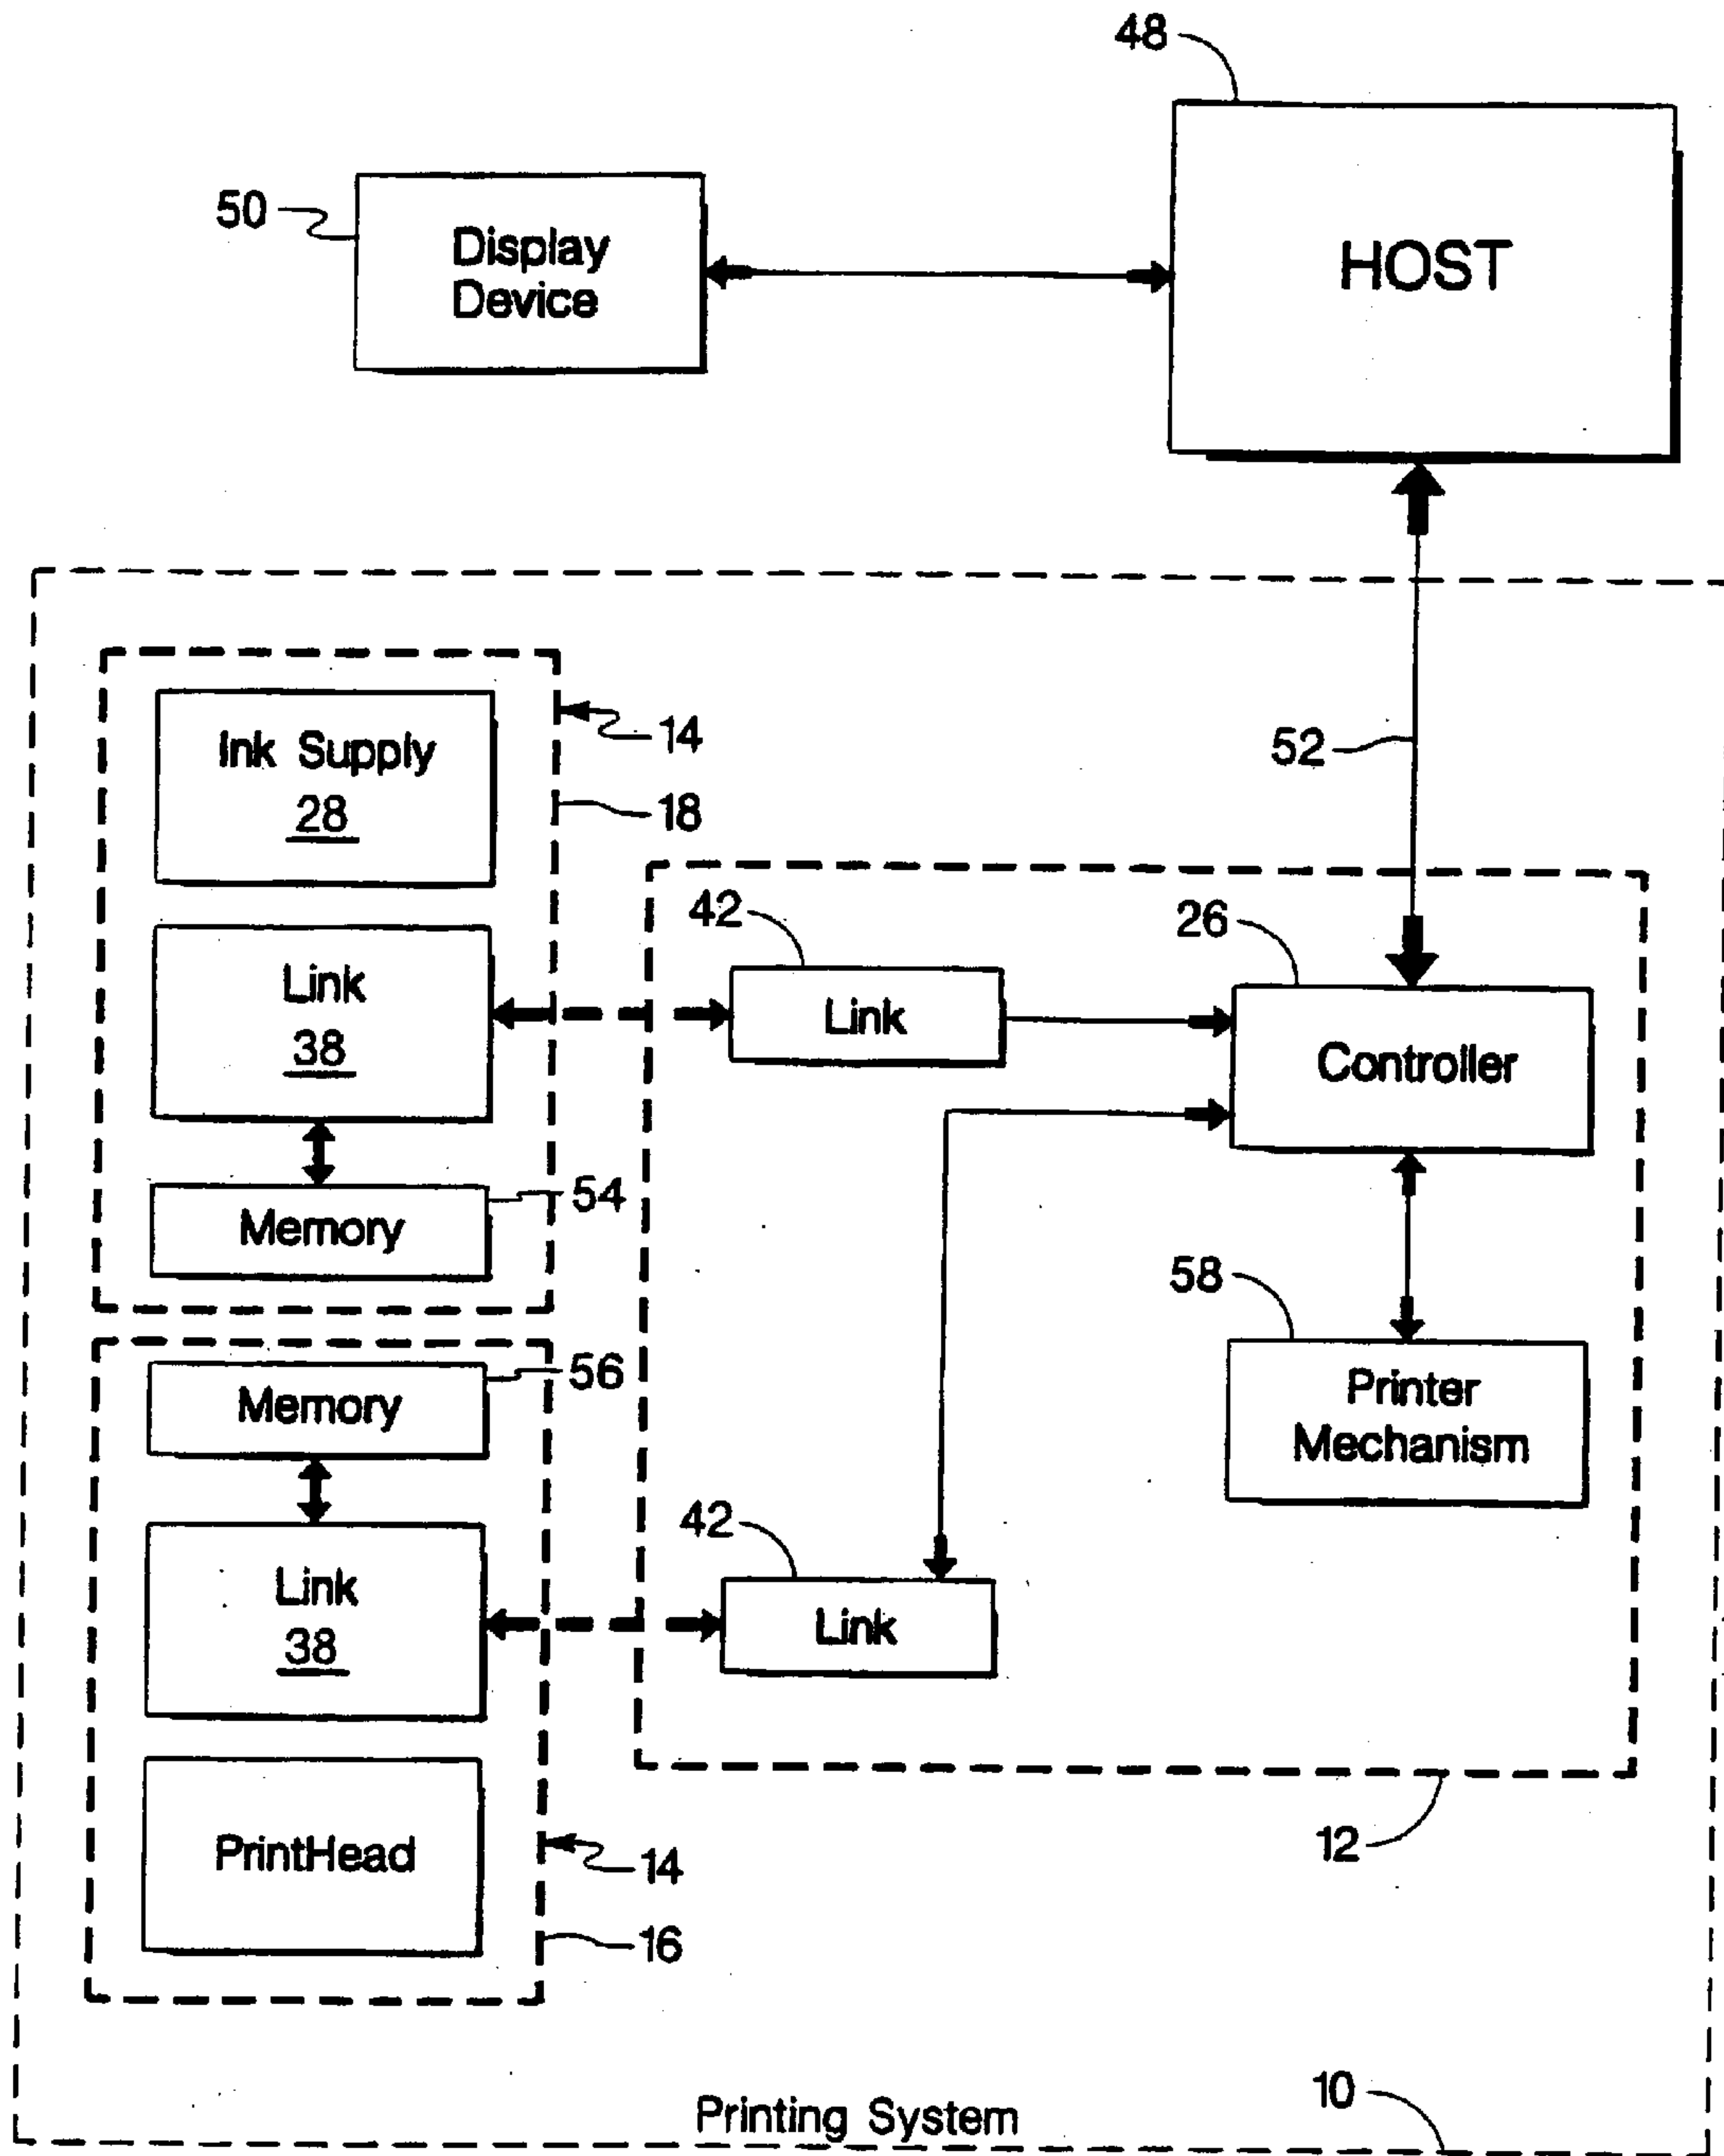 48
50
Display
Device
HOST
52
Ink Supply
28
14
18
42
26
Link
38
Link
Controller
Memory
54
58
Memory
56
Printer
Mechanism
42
Link
38
Link
PrintHead
14
12
16
Printing System
10